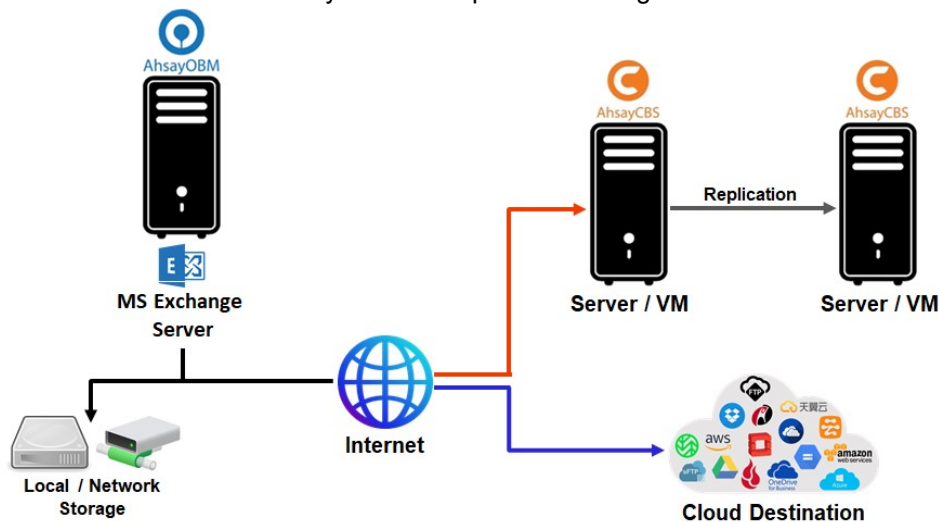 AhsayOBM
MS Exchange
Server
Local / Network
Storage
Internet
AhsayCBS
Server / VM
Replication
AhsayCBS
Server / VM
FTP
天翼云
aws
amazon
web services
sFTP
OneDrive
for Business
Azure
Cloud Destination